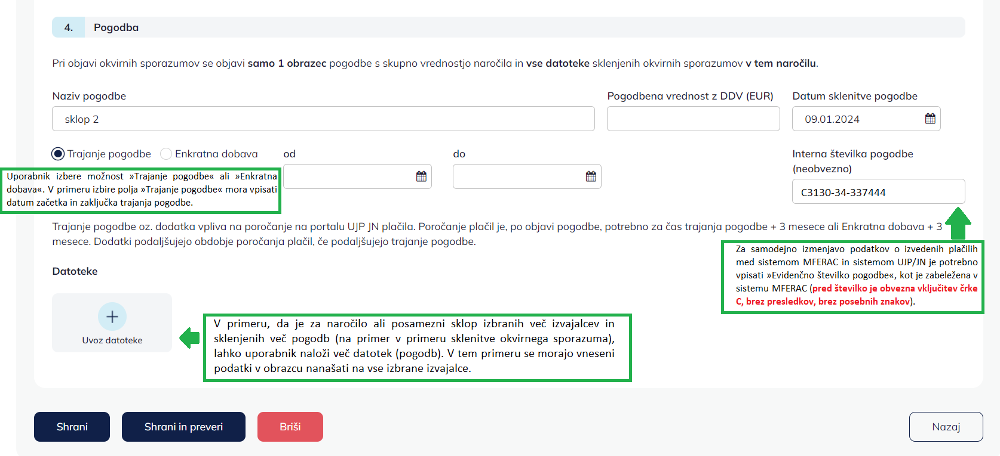 4. Pogodba
Pri objavi okvirnih sporazumov se objavi samo 1 obrazec pogodbe s skupno vrednostjo naročila in vse datoteke sklenjenih okvirnih sporazumov v tem naročilu.
Naziv pogodbe
sklop 2
Pogodbena vrednost z DDV (EUR)
Datum sklenitve pogodbe
09.01.2024
Trajanje pogodbe
Enkratna dobava
od
do
Interna številka pogodbe
(neobvezno)
C3130-34-337444
Uporabnik izbere možnost »Trajanje pogodbe« ali »Enkratna
dobava«. V primeru izbire polja »Trajanje pogodbe« mora vpisati
datum začetka in zaključka trajanja pogodbe.
Trajanje pogodbe oz. dodatka vpliva na poročanje na portalu UJP JN plačila. Poročanje plačil je, po objavi pogodbe, potrebno za čas trajanja pogodbe + 3 mesece ali Enkratna dobava + 3
mesece. Dodatki podaljšujejo obdobje poročanja plačil, če podaljšujejo trajanje pogodbe.
Za samodejno izmenjavo podatkov o izvedenih plačilih
med sistemom MFERAC in sistemom UJP/JN je potrebno
vpisati »Evidenčno številko pogodbe«, kot je zabeležena v
sistemu MFERAC (pred številko je obvezna vključitev črke
C, brez presledkov, brez posebnih znakov).
Datoteke
Uvoz datoteke
V primeru, da je za naročilo ali posamezni sklop izbranih več izvajalcev in
sklenjenih več pogodb (na primer v primeru sklenitve okvirnega sporazuma),
lahko uporabnik naloži več datotek (pogodb). V tem primeru se morajo vneseni
podatki v obrazcu nanašati na vse izbrane izvajalce.
Shrani
Shrani in preveri
Briši
Nazaj